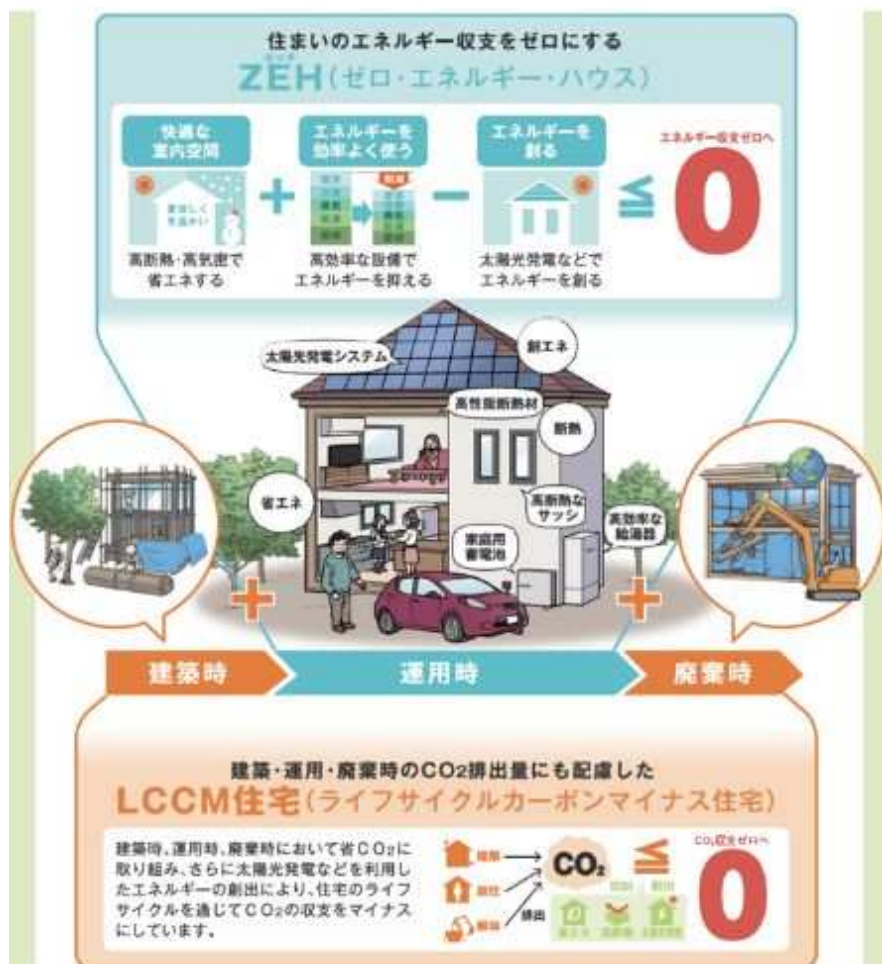 住まいのエネルギー収支をゼロにする
ZEH(ゼロ・エネルギー・ハウス)
快適な
室内空間
エネルギーを
効率よく使う
エネルギーを
創る
エネルギー収支ゼロへ
夏涼しく
冬温かい
削減
+
−
≦
0
高断熱・高気密で
省エネする
高効率な設備で
エネルギーを抑える
太陽光発電などで
エネルギーを創る
太陽光発電システム
創エネ
高性能断熱材
断熱
省エネ
高断熱な
サッシ
高効率な
給湯器
家庭用
蓄電池
+
+
建築時
運用時
廃棄時
建築・運用・廃棄時のCO2排出量にも配慮した
LCCM住宅(ライフサイクルカーボンマイナス住宅)
建築時、運用時、廃棄時において省CO2に
取り組み、さらに太陽光発電などを利用し
たエネルギーの創出により、住宅のライフ
サイクルを通じてCO2の収支をマイナス
にしています。
CO2
排出
≦
CO2収支ゼロへ
0